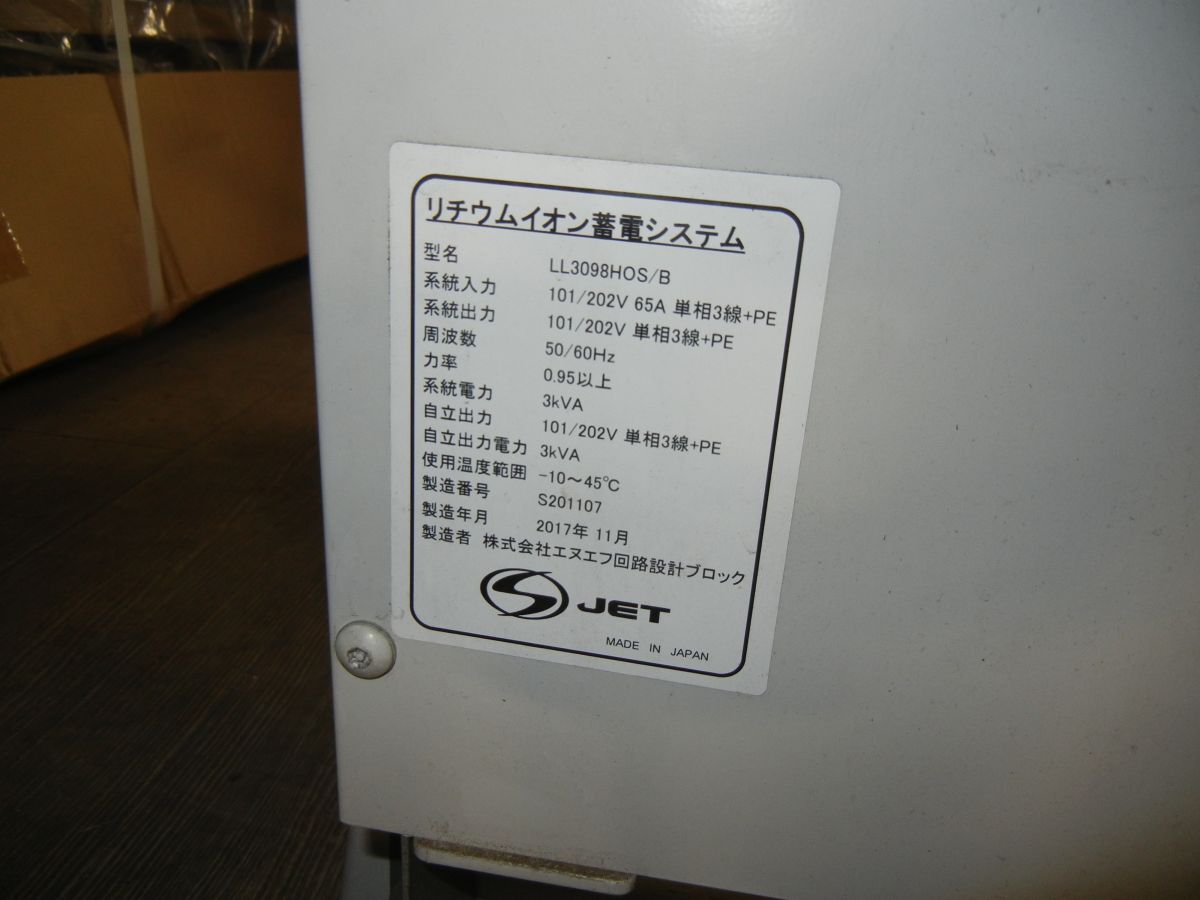 リチウムイオン蓄電システム
型名 LL3098HOS/B
系統入力 101/202V 65A 単相3線+PE
系統出力 101/202V 単相3線+PE
周波数 50/60Hz
力率 0.95以上
系統電力 3kVA
自立出力 101/202V 単相3線+PE
自立出力電力 3kVA
使用温度範囲 -10～45℃
製造番号 S201107
製造年月 2017年 11月
製造者 株式会社エヌエフ回路設計ブロック
S JET
MADE IN JAPAN